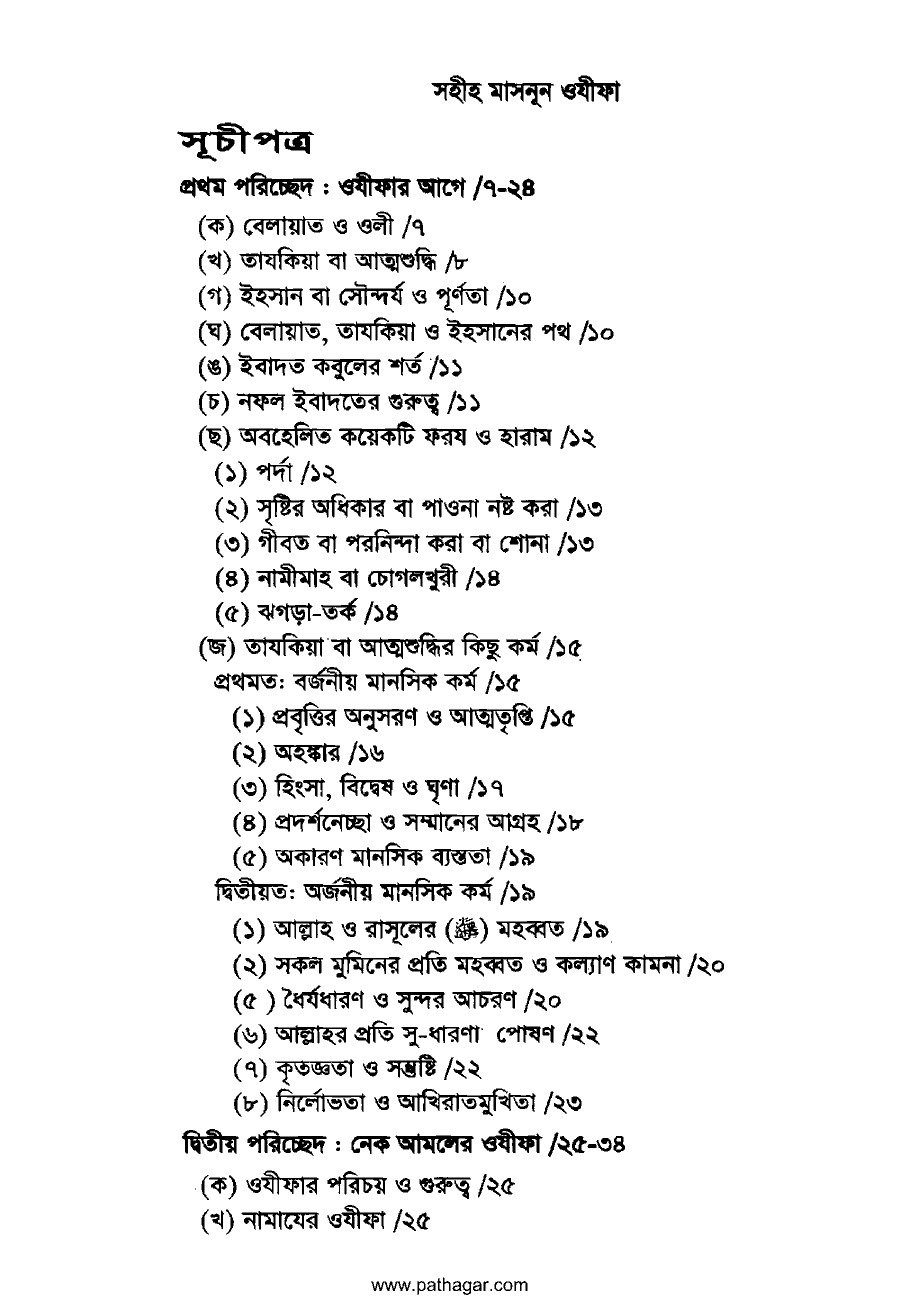 সহীহ মাসনূন ওযীফা
সূচীপত্র
প্রথম পরিচ্ছেদ : ওযীফার আগে /৭-২৪
(ক) বেলায়াত ও ওলী /৭
(খ) তাযকিয়া বা আত্মশুদ্ধি /৮
(গ) ইহসান বা সৌন্দর্য ও পূর্ণতা /১০
(ঘ) বেলায়াত, তাযকিয়া ও ইহসানের পথ /১০
(ঙ) ইবাদত কবুলের শর্ত /১১
(চ) নফল ইবাদতের গুরুত্ব /১১
(ছ) অবহেলিত কয়েকটি ফরয ও হারাম /১২
(১) পর্দা /১২
(২) সৃষ্টির অধিকার বা পাওনা নষ্ট করা /১৩
(৩) গীবত বা পরনিন্দা করা বা শোনা /১৩
(৪) নামীমাহ বা চোগলখুরী /১৪
(৫) ঝগড়া-তর্ক /১৪
(জ) তাযকিয়া বা আত্মশুদ্ধির কিছু কর্ম /১৫
প্রথমত: বর্জনীয় মানসিক কর্ম /১৫
(১) প্রবৃত্তির অনুসরণ ও আত্মতৃপ্তি /১৫
(২) অহঙ্কার /১৬
(৩) হিংসা, বিদ্বেষ ও ঘৃণা /১৭
(৪) প্রদর্শনেচ্ছা ও সম্মানের আগ্রহ /১৮
(৫) অকারণ মানসিক ব্যস্ততা /১৯
দ্বিতীয়ত: অর্জনীয় মানসিক কর্ম /১৯
(১) আল্লাহ ও রাসূলের (ﷺ) মহব্বত /১৯
(২) সকল মুমিনের প্রতি মহব্বত ও কল্যাণ কামনা /২০
(৫ ) ধৈর্যধারণ ও সুন্দর আচরণ /২০
(৬) আল্লাহর প্রতি সু-ধারণা পোষণ /২২
(৭) কৃতজ্ঞতা ও সন্তুষ্টি /২২
(৮) নির্লোভতা ও আখিরাতমুখিতা /২৩
দ্বিতীয় পরিচ্ছেদ : নেক আমলের ওযীফা /২৫-৩৪
(ক) ওযীফার পরিচয় ও গুরুত্ব /২৫
(খ) নামাযের ওযীফা /২৫
www.pathagar.com